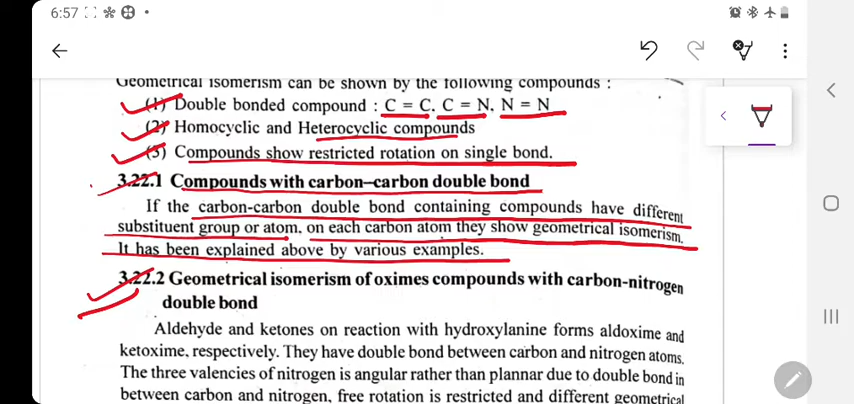 6:57
Geometrical isomerism can be shown by the following compounds :
(1) Double bonded compound : C = C, C = N, N = N
(2) Homocyclic and Heterocyclic compounds
(3) Compounds show restricted rotation on single bond.
3.22.1 Compounds with carbon–carbon double bond
If the carbon-carbon double bond containing compounds have different
substituent group or atom, on each carbon atom they show geometrical isomerism.
It has been explained above by various examples.
3.22.2 Geometrical isomerism of oximes compounds with carbon-nitrogen
double bond
Aldehyde and ketones on reaction with hydroxylanine forms aldoxime and
ketoxime, respectively. They have double bond between carbon and nitrogen atoms.
The three valencies of nitrogen is angular rather than plannar due to double bond in
between carbon and nitrogen, free rotation is restricted and different geometrical